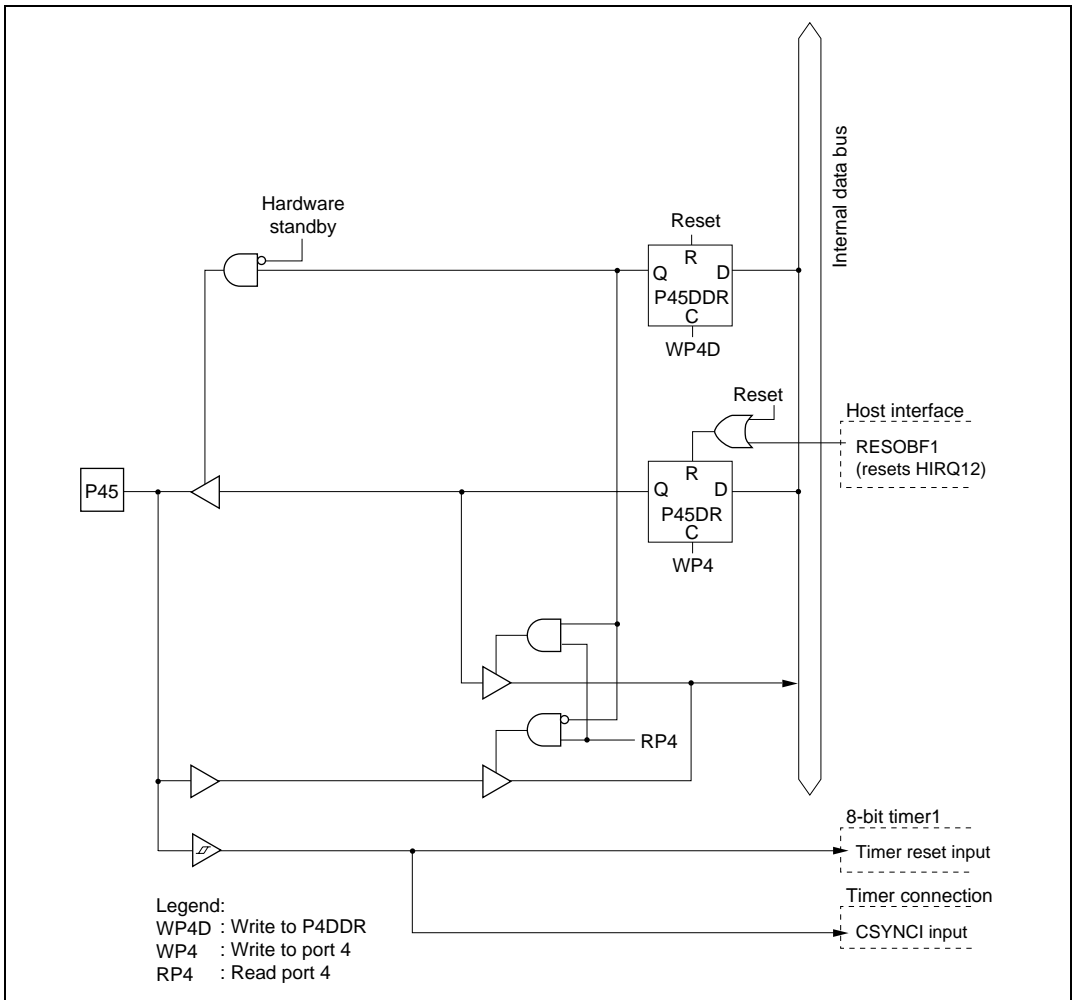 Internal data bus
Hardware
standby
Reset
R
Q D
P45DDR
C
WP4D
Reset
Host interface
RESOBF1
(resets HIRQ12)
R
P45
Q D
P45DR
C
WP4
RP4
8-bit timer1
Timer reset input
Timer connection
CSYNCI input
Legend:
WP4D : Write to P4DDR
WP4 : Write to port 4
RP4 : Read port 4